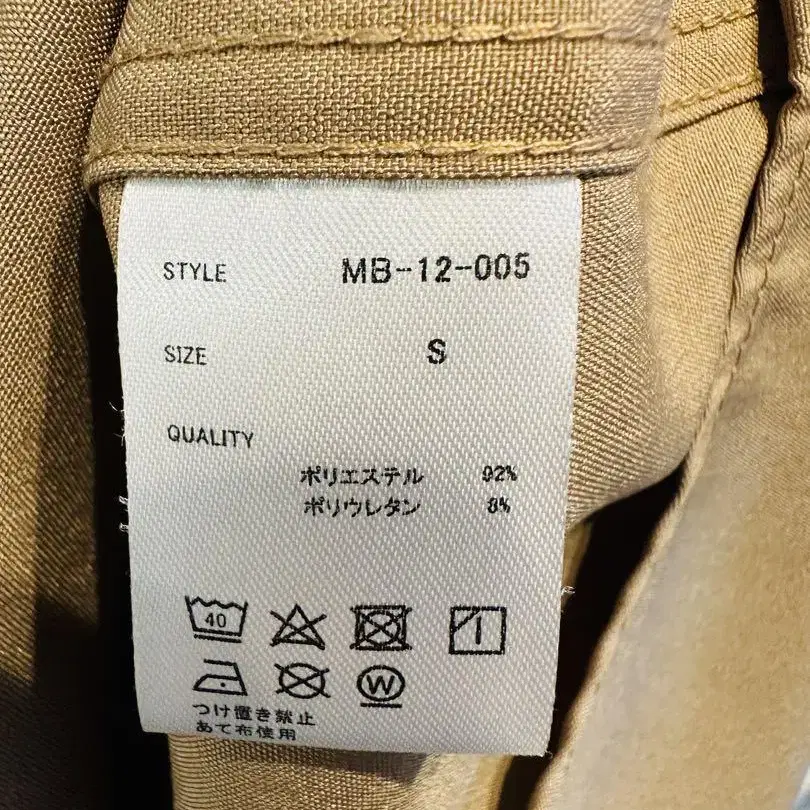 STYLE MB-12-005
SIZE S
QUALITY
ポリエステル 92%
ポリウレタン 8%
40
W
つけ置き禁止
あて布使用